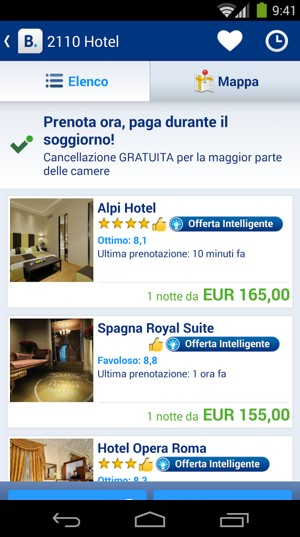 9:41
B. 2110 Hotel
Elenco
Mappa
Prenota ora, paga durante il
soggiorno!
Cancellazione GRATUITA per la maggior parte
delle camere
Alpi Hotel
Offerta Intelligente
Ottimo: 8,1
Ultima prenotazione: 10 minuti fa
1 notte da EUR 165,00
Spagna Royal Suite
Offerta Intelligente
Favoloso: 8,8
Ultima prenotazione: 1 ora fa
1 notte da EUR 155,00
Hotel Opera Roma
Offerta Intelligente
Ottimo: 8,3